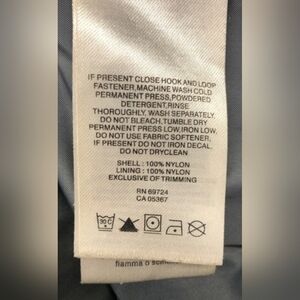 IF PRESENT CLOSE HOOK AND LOOP
FASTENER,MACHINE WASH COLD
PERMANENT PRESS,POWDERED
DETERGENT,RINSE
THOROUGHLY, WASH SEPARATELY.
DO NOT BLEACH,TUMBLE DRY
PERMANENT PRESS LOW,IRON LOW,
DO NOT USE FABRIC SOFTENER.
IF PRESENT DO NOT IRON DECAL.
DO NOT DRYCLEAN
SHELL : 100% NYLON
LINING : 100% NYLON
EXCLUSIVE OF TRIMMING
RN 69724
CA 05367
30 C
fiamma o